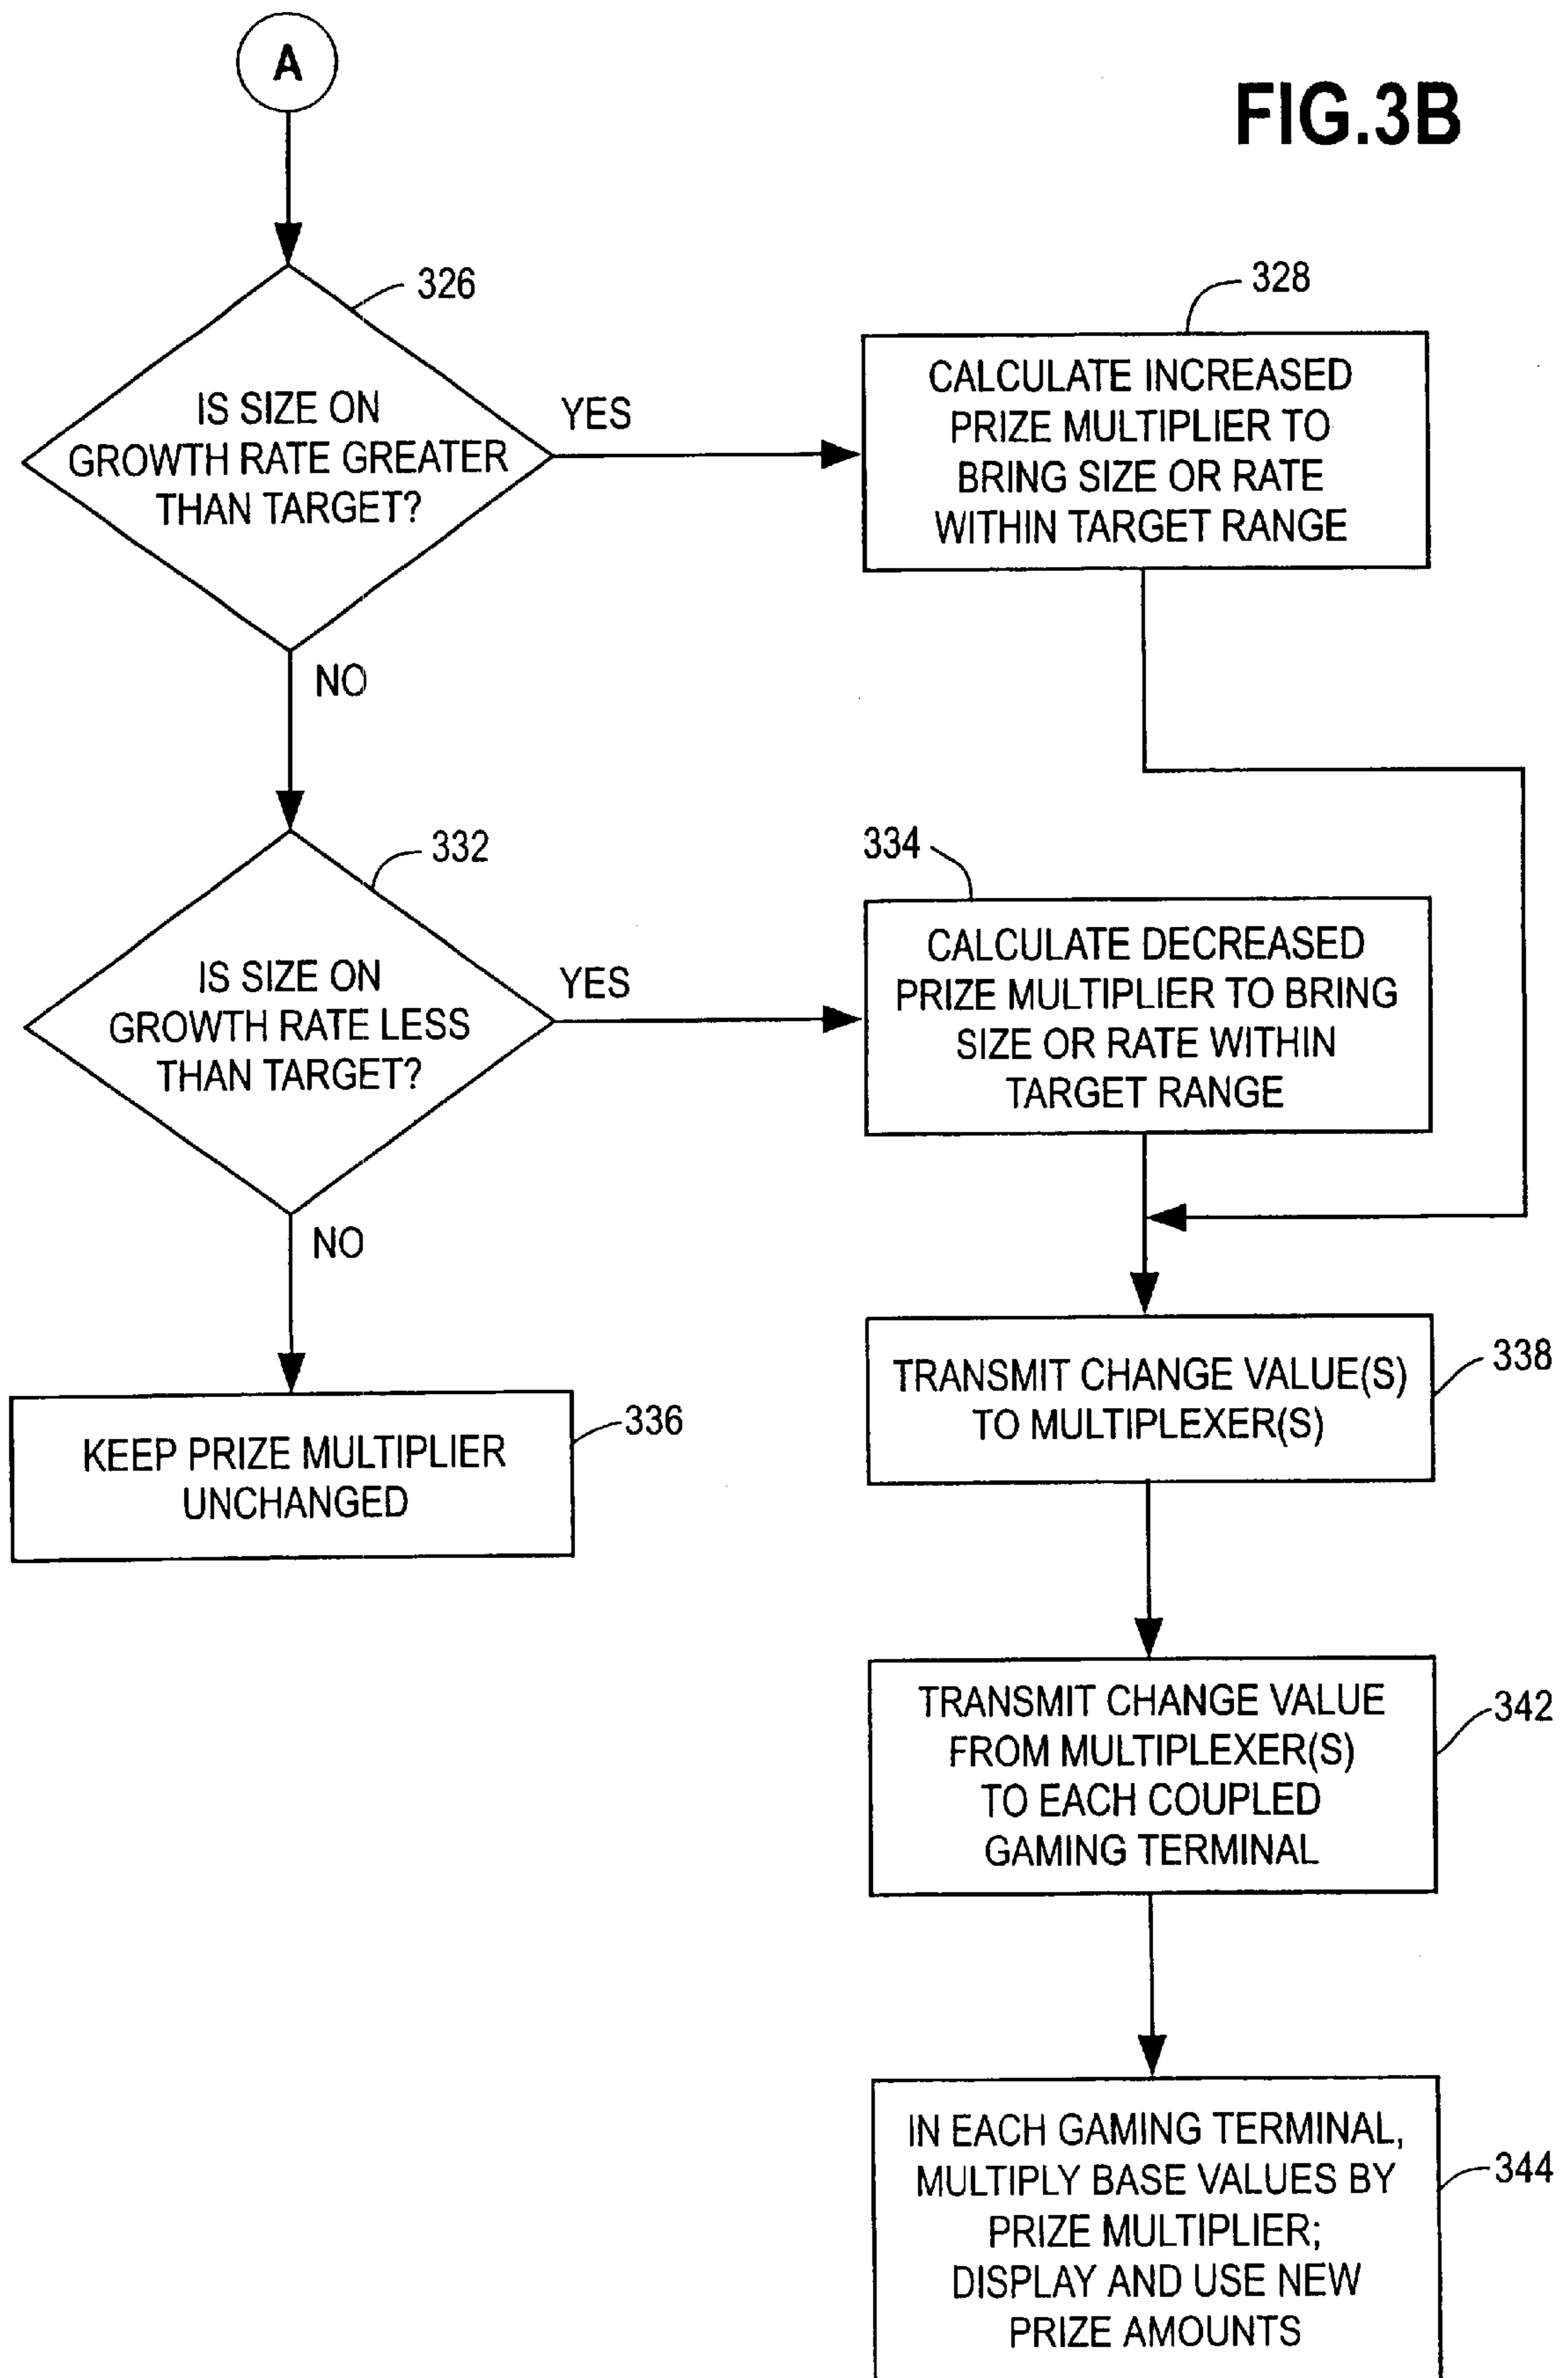 A
FIG.3B
326
IS SIZE ON
GROWTH RATE GREATER
THAN TARGET?
YES
328
CALCULATE INCREASED
PRIZE MULTIPLIER TO
BRING SIZE OR RATE
WITHIN TARGET RANGE
NO
332
IS SIZE ON
GROWTH RATE LESS
THAN TARGET?
YES
334
CALCULATE DECREASED
PRIZE MULTIPLIER TO BRING
SIZE OR RATE WITHIN
TARGET RANGE
NO
336
KEEP PRIZE MULTIPLIER
UNCHANGED
338
TRANSMIT CHANGE VALUE(S)
TO MULTIPLEXER(S)
342
TRANSMIT CHANGE VALUE
FROM MULTIPLEXER(S)
TO EACH COUPLED
GAMING TERMINAL
344
IN EACH GAMING TERMINAL,
MULTIPLY BASE VALUES BY
PRIZE MULTIPLIER;
DISPLAY AND USE NEW
PRIZE AMOUNTS